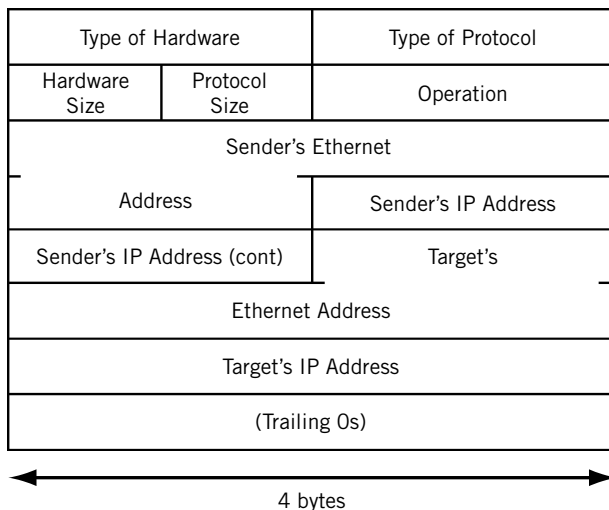 Type of Hardware
Type of Protocol
Hardware
Size
Protocol
Size
Operation
Sender’s Ethernet
Address
Sender’s IP Address
Sender’s IP Address (cont)
Target’s
Ethernet Address
Target’s IP Address
(Trailing 0s)
4 bytes